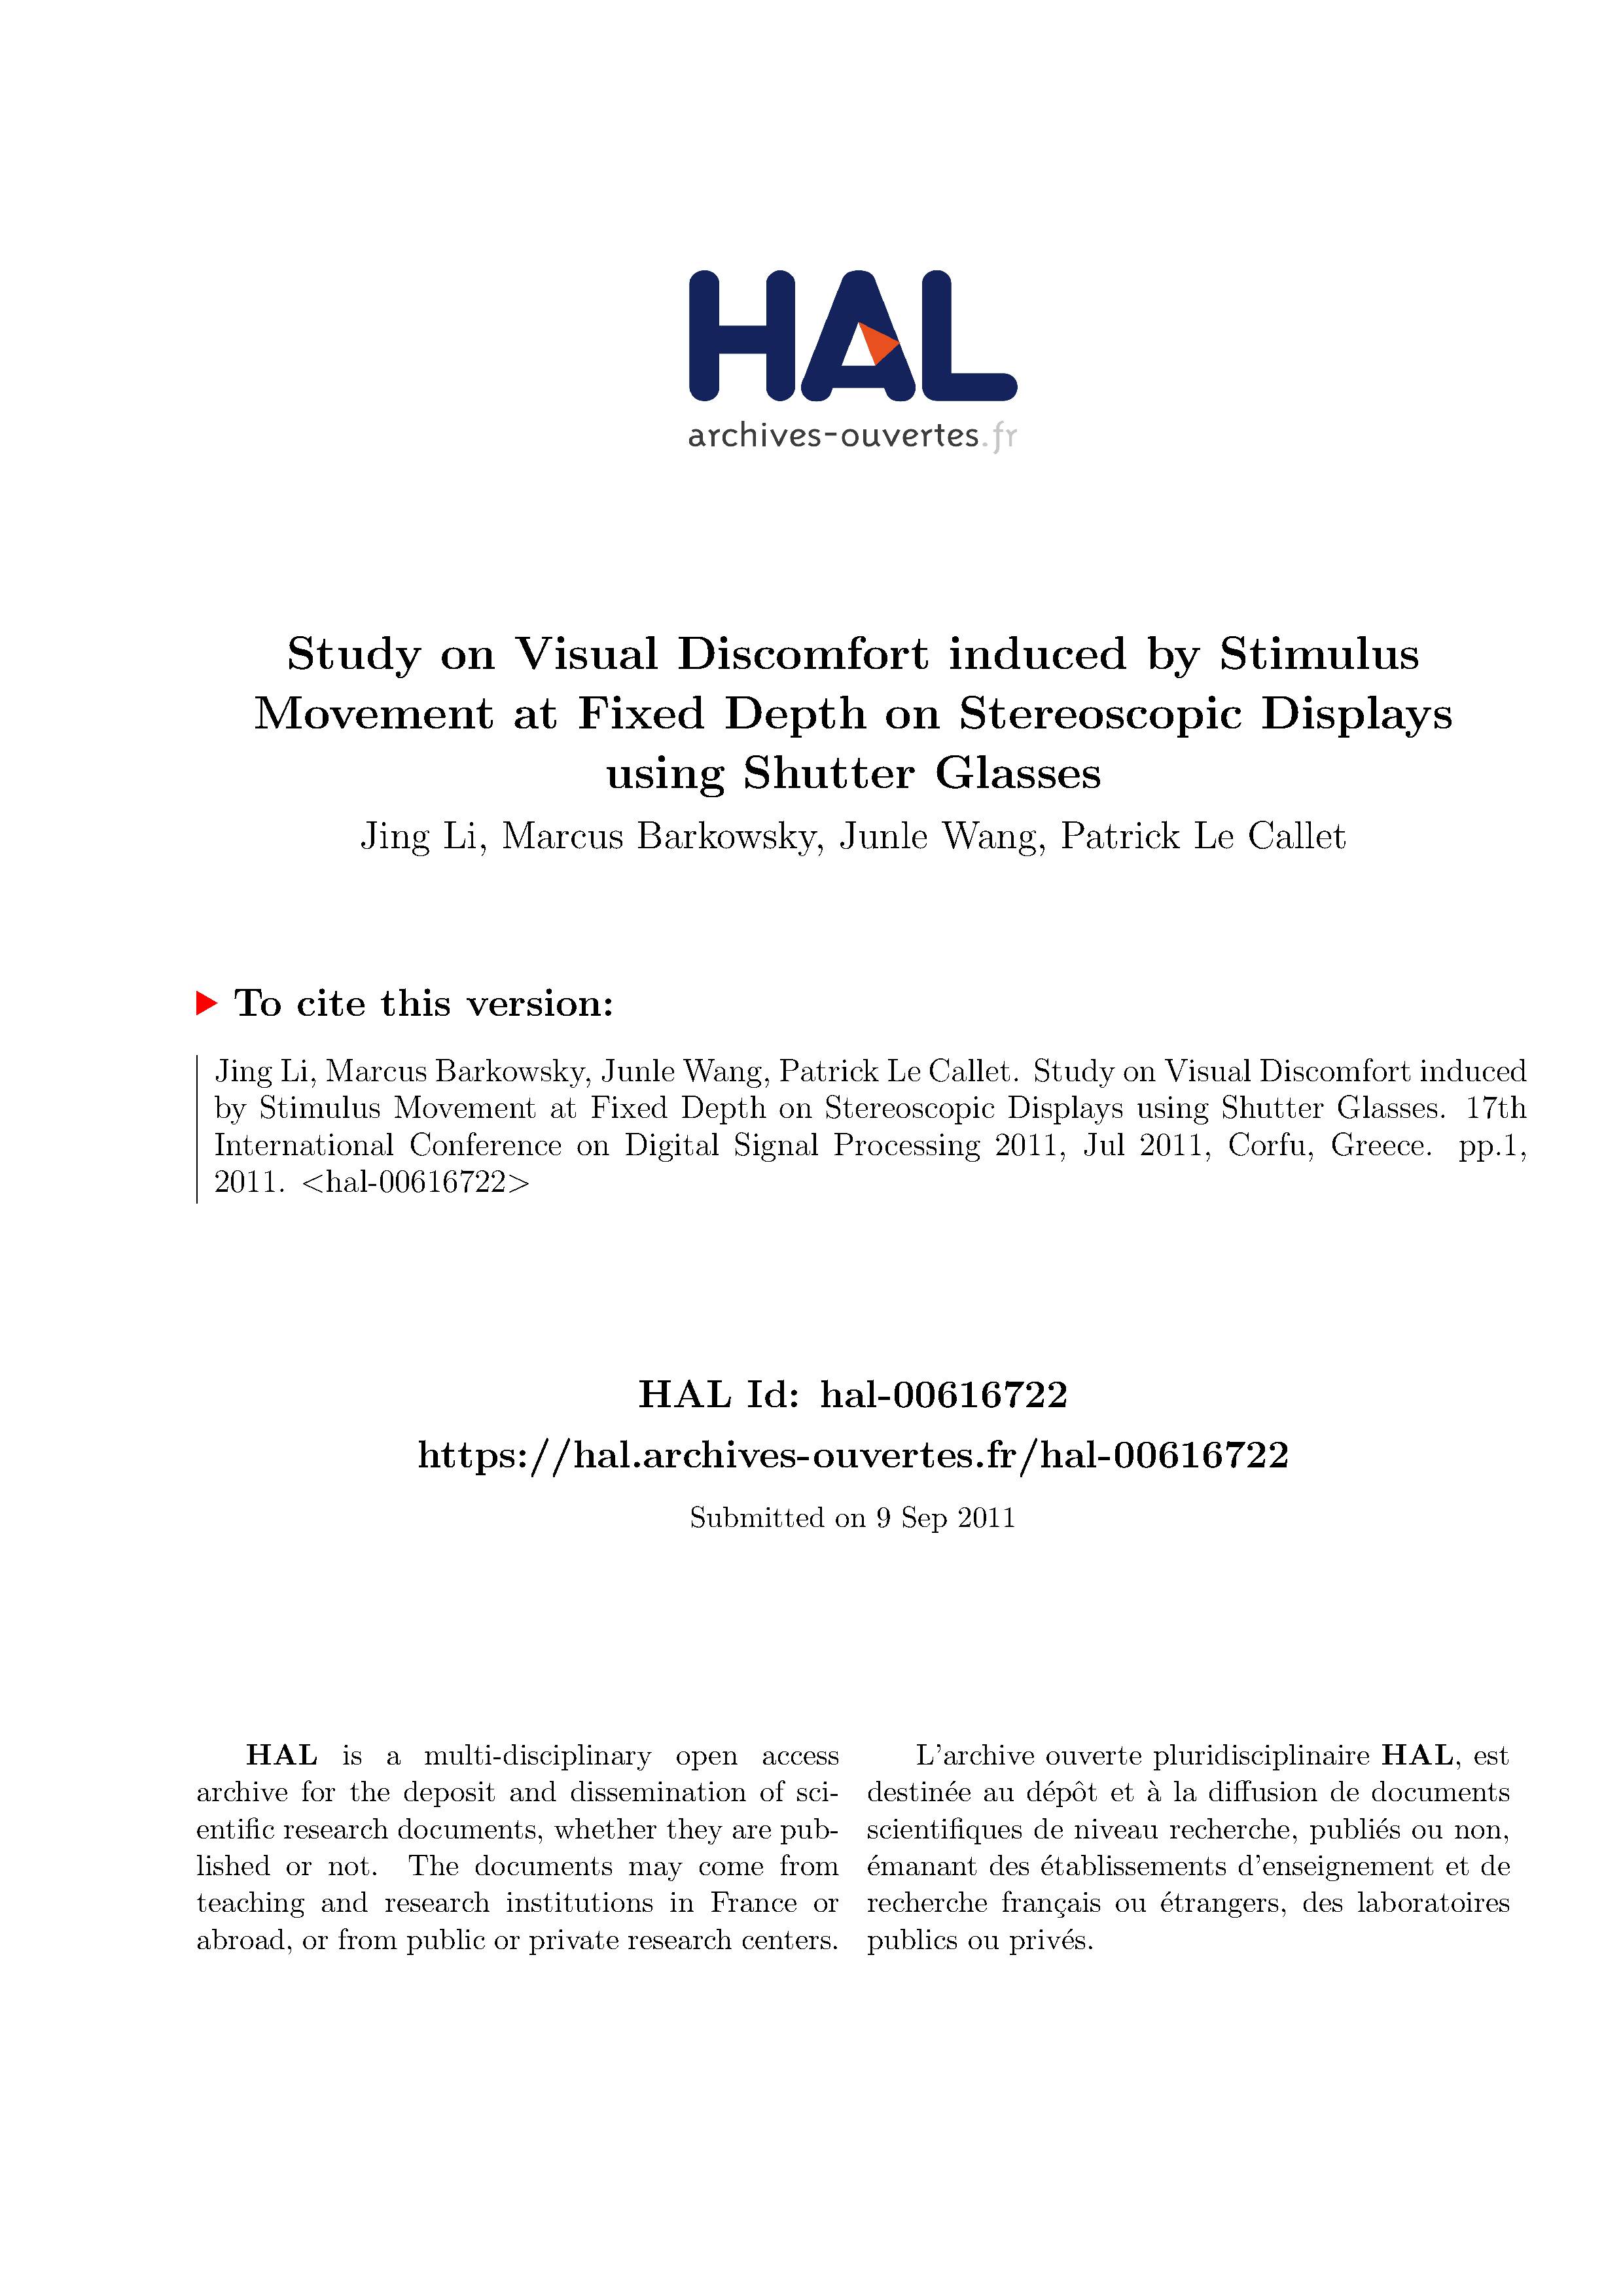 HAL
archives-ouvertes.fr
Study on Visual Discomfort induced by Stimulus
Movement at Fixed Depth on Stereoscopic Displays
using Shutter Glasses
Jing Li, Marcus Barkowsky, Junle Wang, Patrick Le Callet
To cite this version:
Jing Li, Marcus Barkowsky, Junle Wang, Patrick Le Callet. Study on Visual Discomfort induced
by Stimulus Movement at Fixed Depth on Stereoscopic Displays using Shutter Glasses. 17th
International Conference on Digital Signal Processing 2011, Jul 2011, Corfu, Greece. pp.1,
2011. <hal-00616722>
HAL Id: hal-00616722
https://hal.archives-ouvertes.fr/hal-00616722
Submitted on 9 Sep 2011
HAL is a multi-disciplinary open access
archive for the deposit and dissemination of sci-
entific research documents, whether they are pub-
lished or not. The documents may come from
teaching and research institutions in France or
abroad, or from public or private research centers.
L'archive ouverte pluridisciplinaire HAL, est
destinée au dépôt et à la diffusion de documents
scientifiques de niveau recherche, publiés ou non,
émanant des établissements d'enseignement et de
recherche français ou étrangers, des laboratoires
publics ou privés.